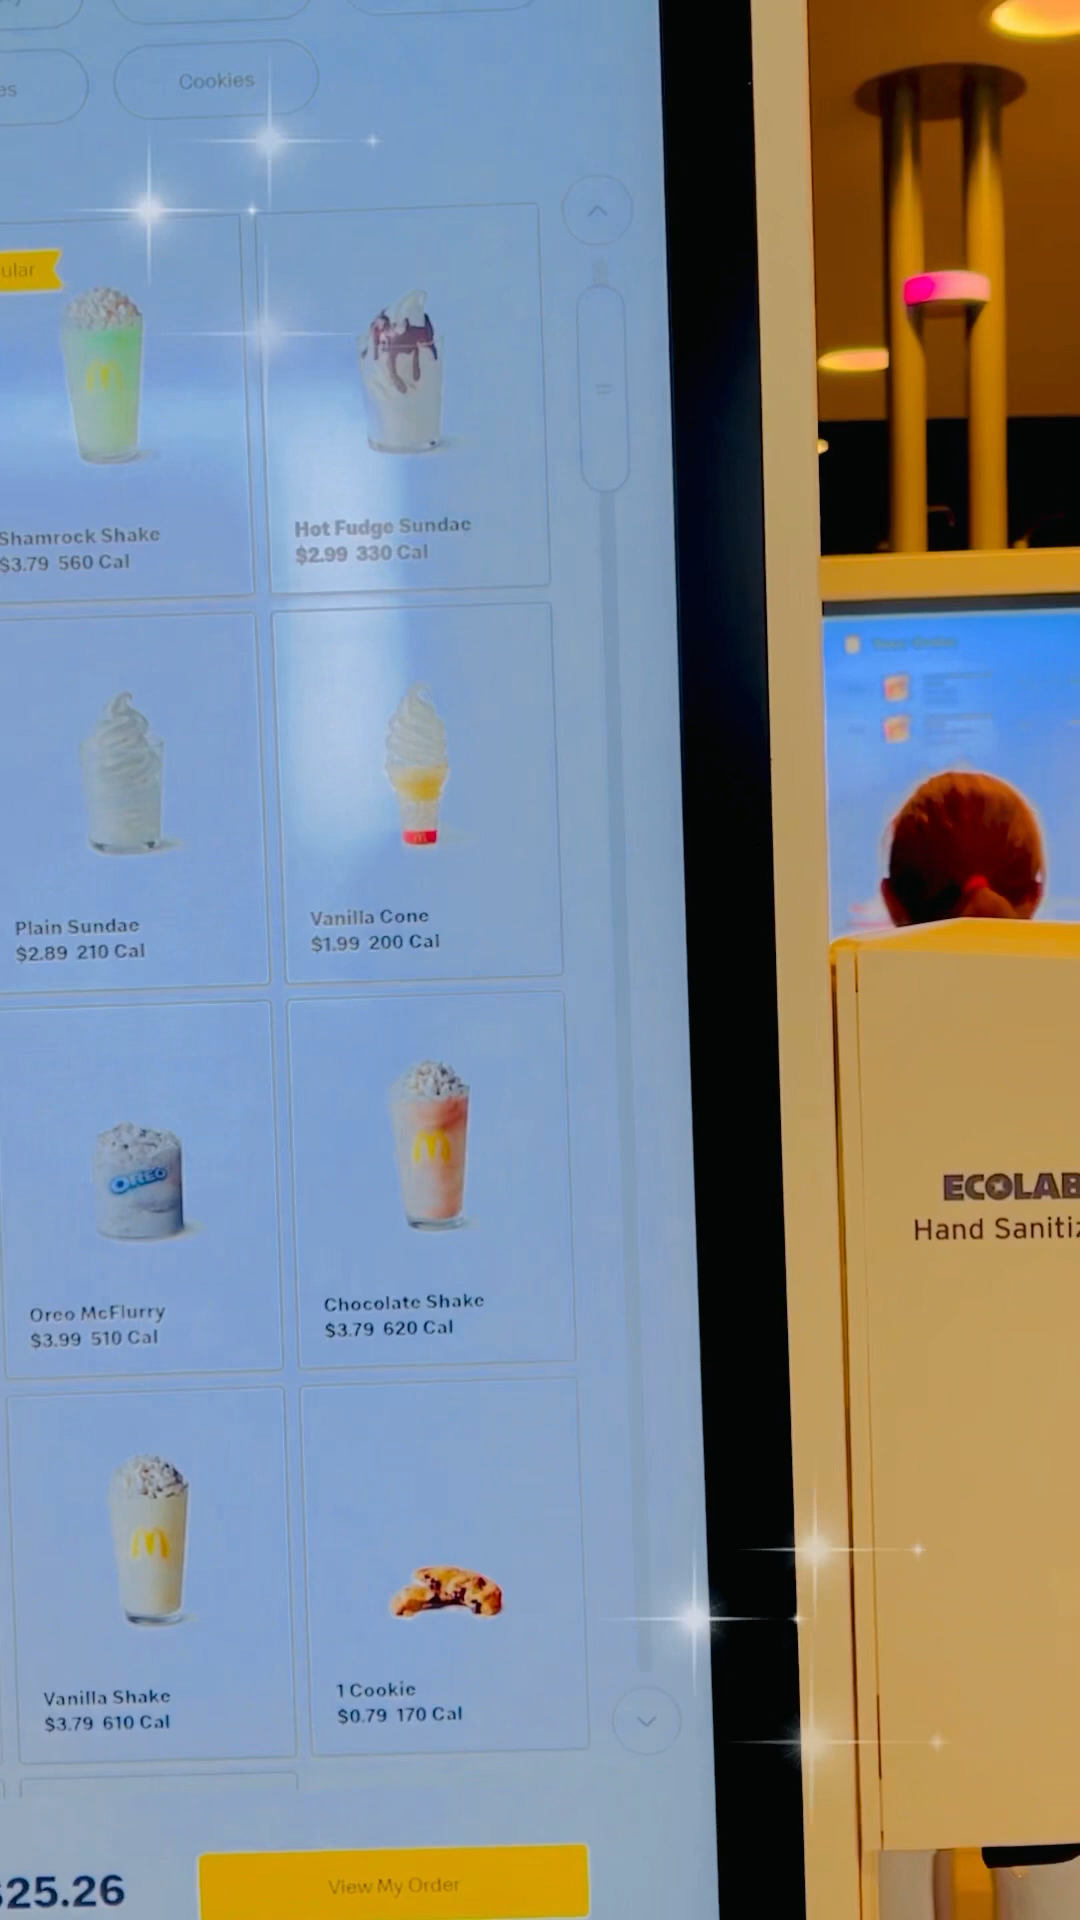 es
Cookies
ular
Shamrock Shake
$3.79 560 Cal
Hot Fudge Sundae
$2.99 330 Cal
Plain Sundae
$2.89 210 Cal
Vanilla Cone
$1.99 200 Cal
OREO
Oreo McFlurry
$3.99 510 Cal
Chocolate Shake
$3.79 620 Cal
Vanilla Shake
$3.79 610 Cal
1 Cookie
$0.79 170 Cal
$25.26
View My Order
ECOLAB
Hand Sanitiz